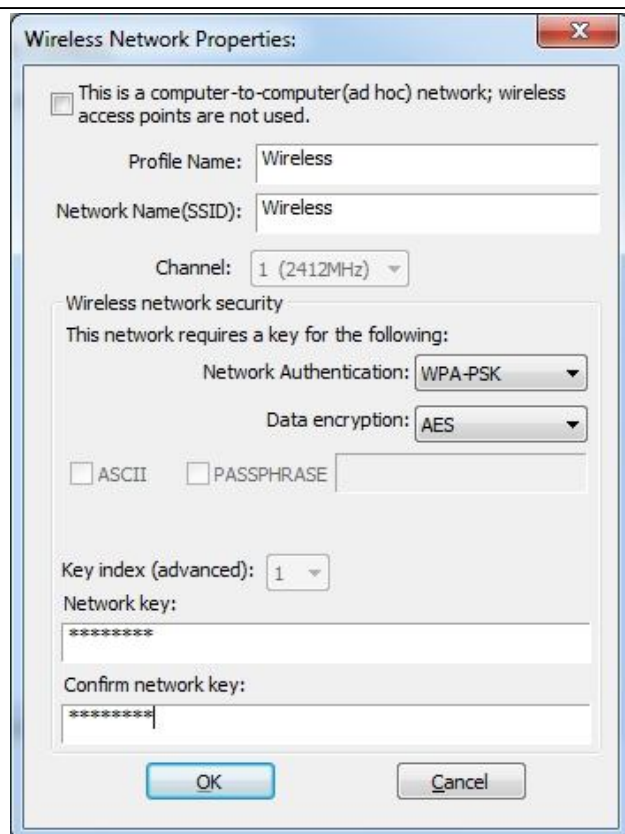 Wireless Network Properties:
This is a computer-to-computer(ad hoc) network; wireless
access points are not used.
Profile Name: Wireless
Network Name(SSID): Wireless
Channel: 1 (2412MHz)
Wireless network security
This network requires a key for the following:
Network Authentication: WPA-PSK
Data encryption: AES
ASCII PASSPHRASE
Key index (advanced): 1
Network key:
********
Confirm network key:
********
OK Cancel